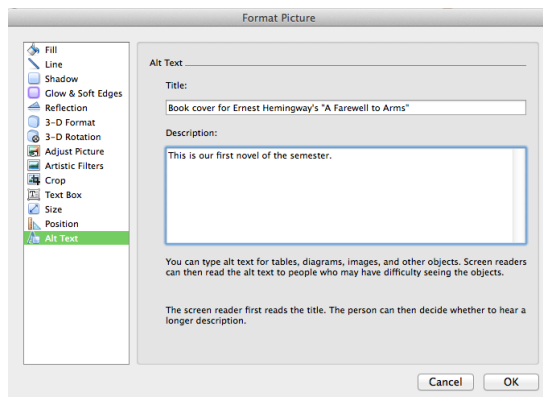 Format Picture
Fill
Line
Shadow
Glow & Soft Edges
Reflection
3-D Format
3-D Rotation
Adjust Picture
Artistic Filters
Crop
Text Box
Size
Position
Alt Text
Alt Text
Title:
Book cover for Ernest Hemingway's "A Farewell to Arms"
Description:
This is our first novel of the semester.
You can type alt text for tables, diagrams, images, and other objects. Screen readers
can then read the alt text to people who may have difficulty seeing the objects.
The screen reader first reads the title. The person can then decide whether to hear a
longer description.
Cancel
OK